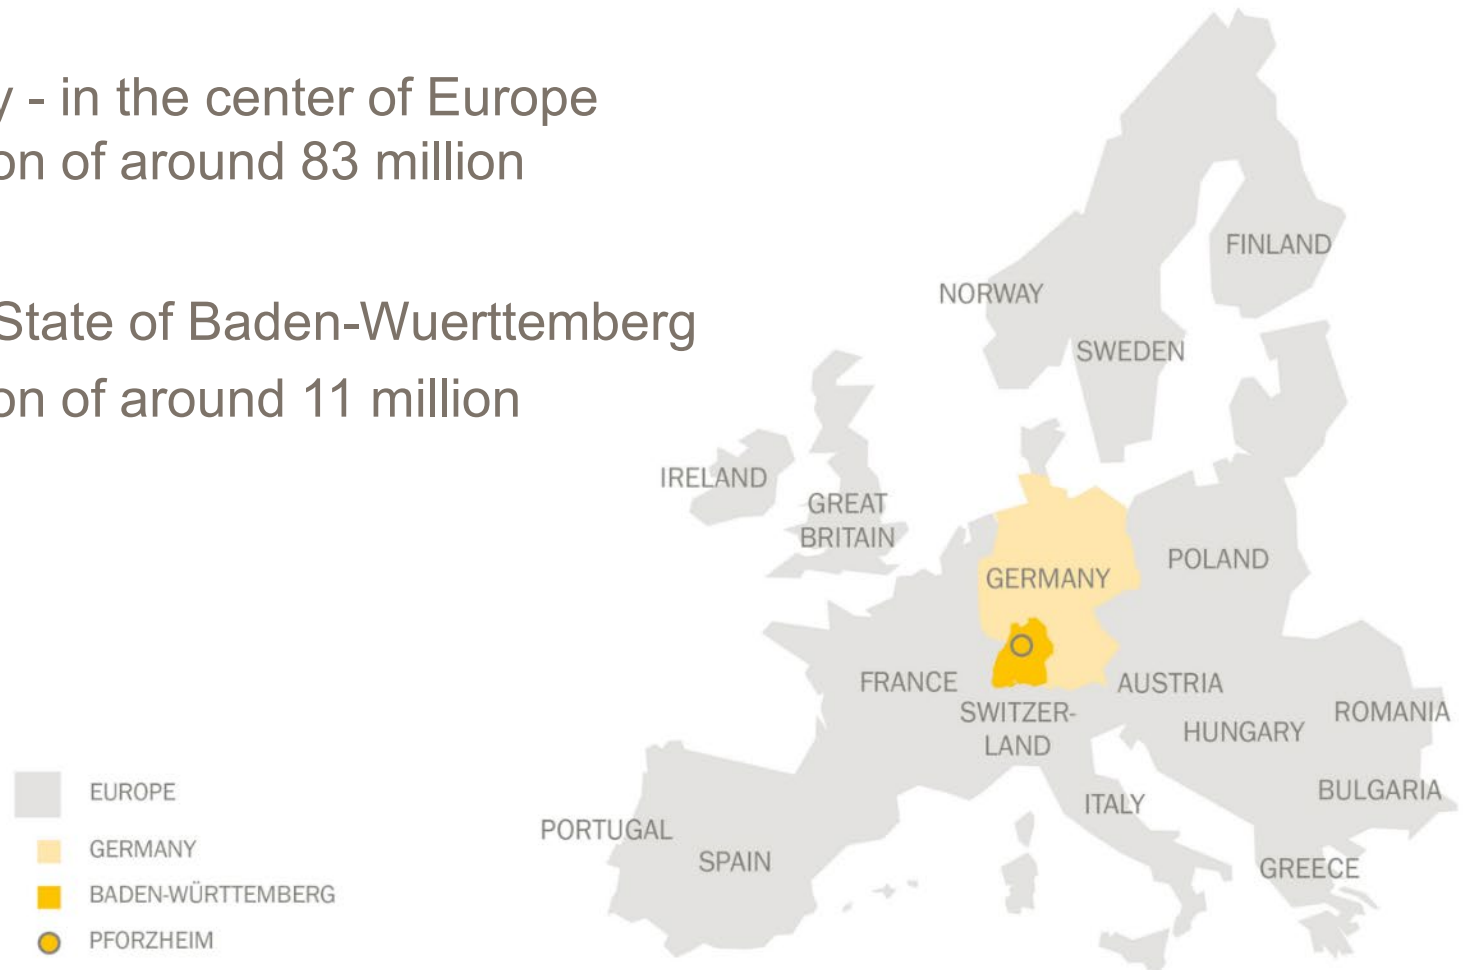 y - in the center of Europe
on of around 83 million
State of Baden-Wuerttemberg
on of around 11 million
FINLAND
NORWAY
SWEDEN
IRELAND
GREAT
BRITAIN
POLAND
GERMANY
FRANCE
AUSTRIA
SWITZER-
LAND
ROMANIA
HUNGARY
BULGARIA
ITALY
PORTUGAL
SPAIN
GREECE
EUROPE
GERMANY
BADEN-WÜRTTEMBERG
PFORZHEIM